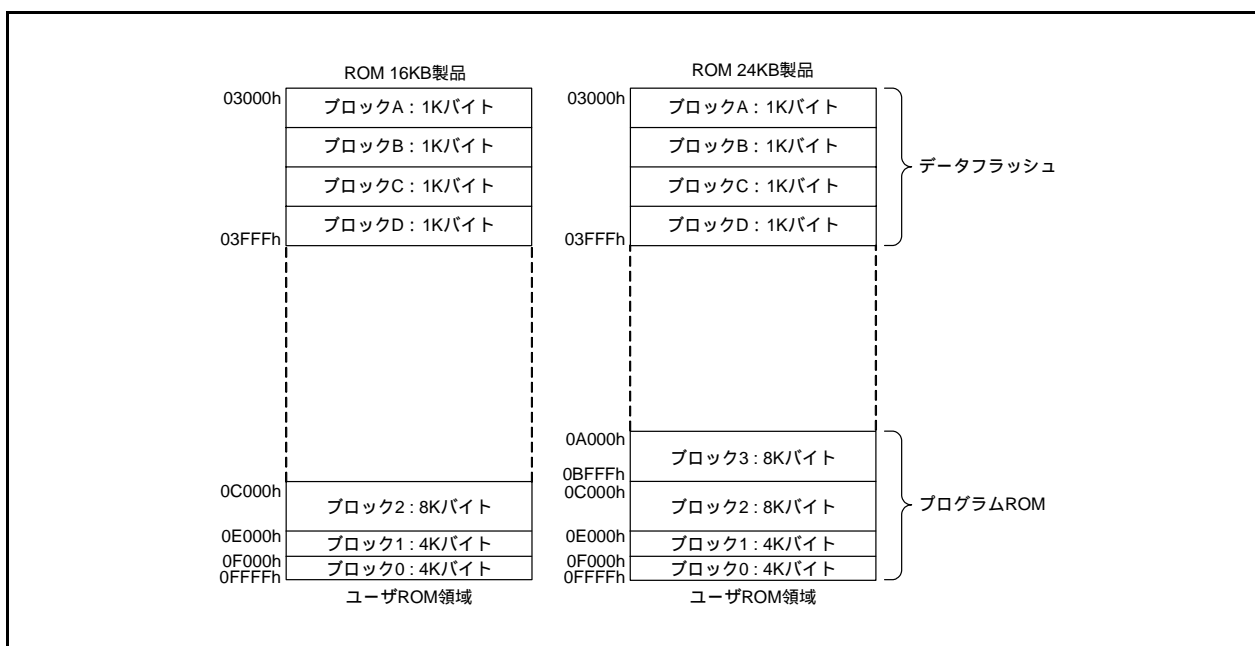 ROM 16KB製品
03000h
ブロックA : 1Kバイト
ブロックB : 1Kバイト
ブロックC : 1Kバイト
ブロックD : 1Kバイト
03FFFh
0C000h
ブロック2 : 8Kバイト
0E000h
ブロック1 : 4Kバイト
0F000h
ブロック0 : 4Kバイト
0FFFFh
ユーザROM領域
ROM 24KB製品
03000h
ブロックA : 1Kバイト
ブロックB : 1Kバイト
ブロックC : 1Kバイト
ブロックD : 1Kバイト
03FFFh
データフラッシュ
0A000h
ブロック3 : 8Kバイト
0BFFFh
0C000h
ブロック2 : 8Kバイト
0E000h
ブロック1 : 4Kバイト
0F000h
ブロック0 : 4Kバイト
0FFFFh
プログラムROM
ユーザROM領域